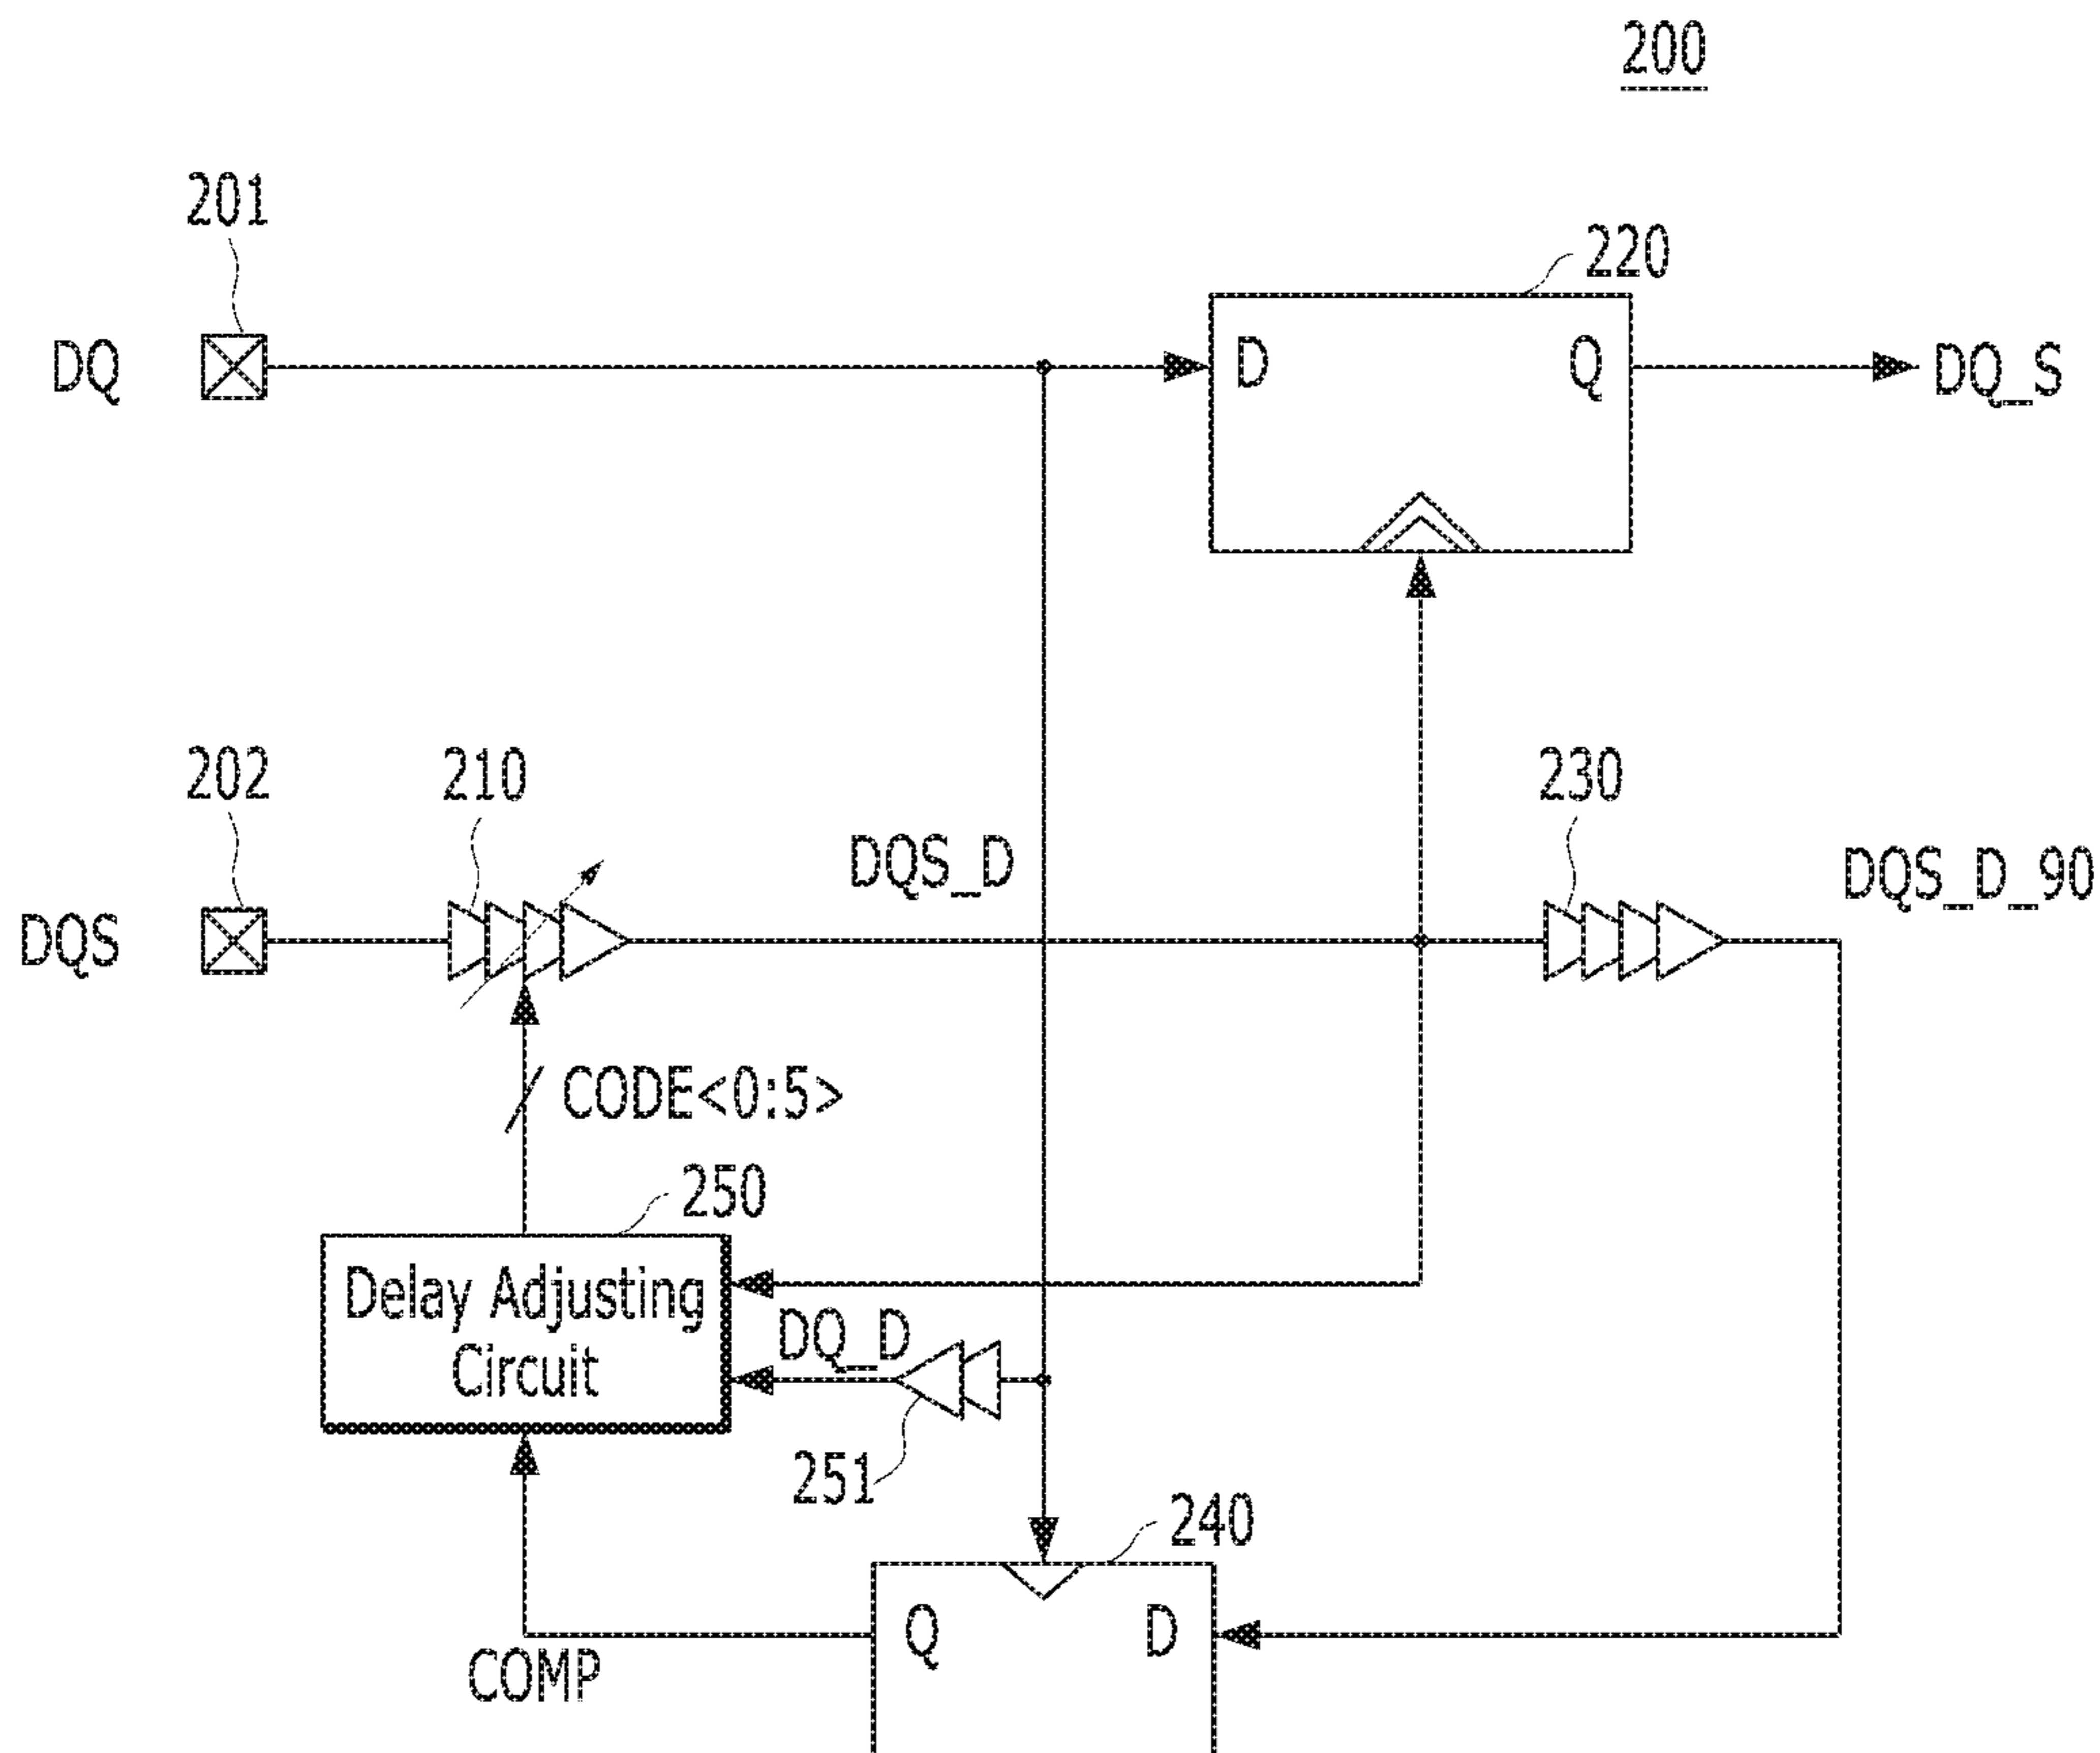 200
201
220
DQ
D
Q
DQ_S
202
210
230
DQS_D
DQS_D_90
DQS
CODE<0:5>
250
Delay Adjusting
Circuit
DQ_D
251
240
Q
D
COMP